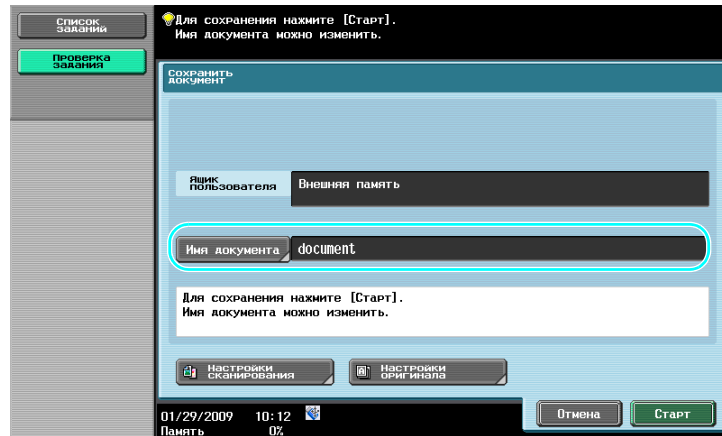 Список
заданий
Для сохранения нажмите [Старт].
Имя документа можно изменить.
Проверка
задания
Сохранить
документ
Ящик
пользователя
Внешняя память
Имя документа
document
Для сохранения нажмите [Старт].
Имя документа можно изменить.
Настройки
сканирования
Настройки
оригинала
01/29/2009 10:12
Память 0%
Отмена
Старт